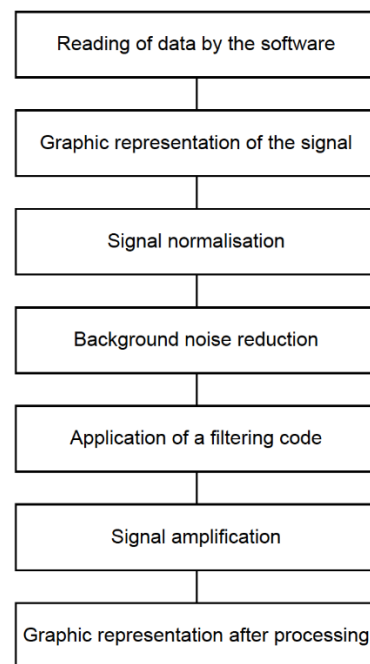 Reading of data by the software
Graphic representation of the signal
Signal normalisation
Background noise reduction
Application of a filtering code
Signal amplification
Graphic representation after processing